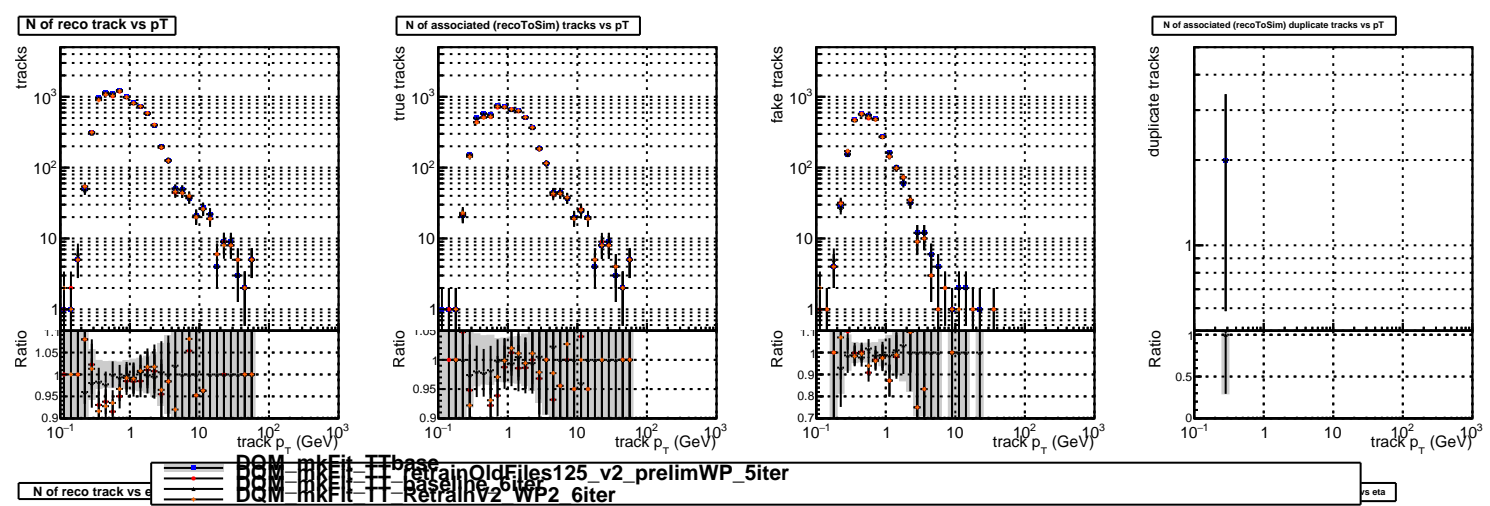 N of reco track vs pT
N of associated (recoToSim) tracks vs pT
N of associated (recoToSim) duplicate tracks vs pT
tracks
10³
10²
10
1
Ratio
1.1
1.05
1
0.95
0.9
10⁻¹ 1 10 10² 10³
track p_T (GeV)
true tracks
10³
10²
10
1
Ratio
1.05
1
0.95
0.9
10⁻¹ 1 10 10² 10³
track p_T (GeV)
fake tracks
10³
10²
10
1
Ratio
1.1
1
0.9
0.8
0.7
10⁻¹ 1 10 10² 10³
track p_T (GeV)
duplicate tracks
1
Ratio
1
0.5
0
10⁻¹ 1 10 10² 10³
track p_T (GeV)
DQM_mkFit_TTbase
DQM_mkFit_TT_retrainOldFiles125_v2_prelimWP_5iter
DQM_mkFit_TT_baseline_6iter
DQM_mkFit_TT_RetrainV2_WP2_6iter
N of reco track vs e
vs eta